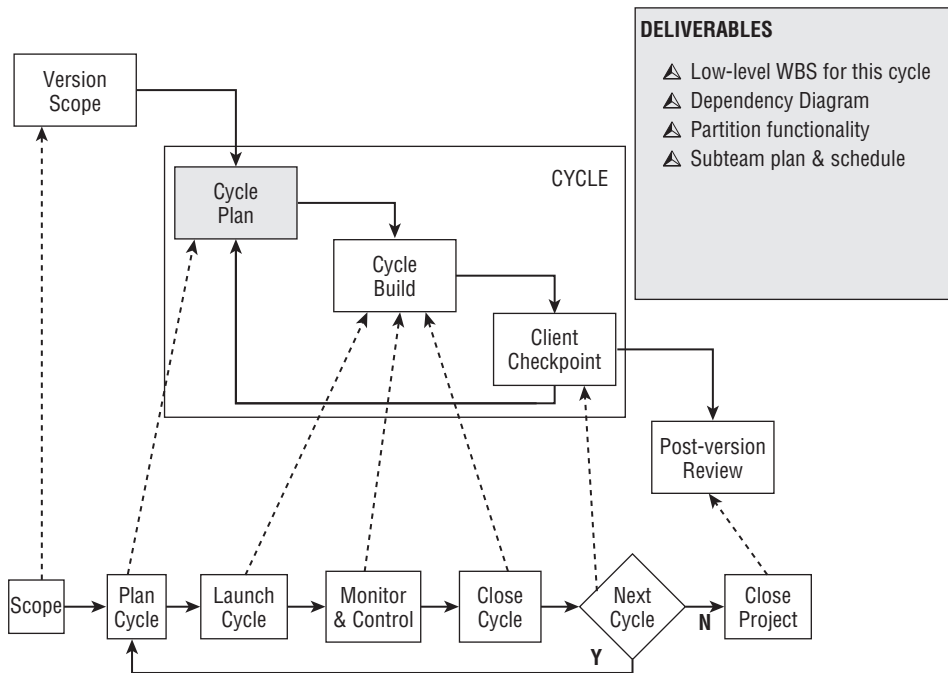 DELIVERABLES
Low-level WBS for this cycle
Dependency Diagram
Partition functionality
Subteam plan & schedule
Version
Scope
CYCLE
Cycle
Plan
Cycle
Build
Client
Checkpoint
Post-version
Review
Scope
Plan
Cycle
Launch
Cycle
Monitor
& Control
Close
Cycle
Next
Cycle
N
Close
Project
Y